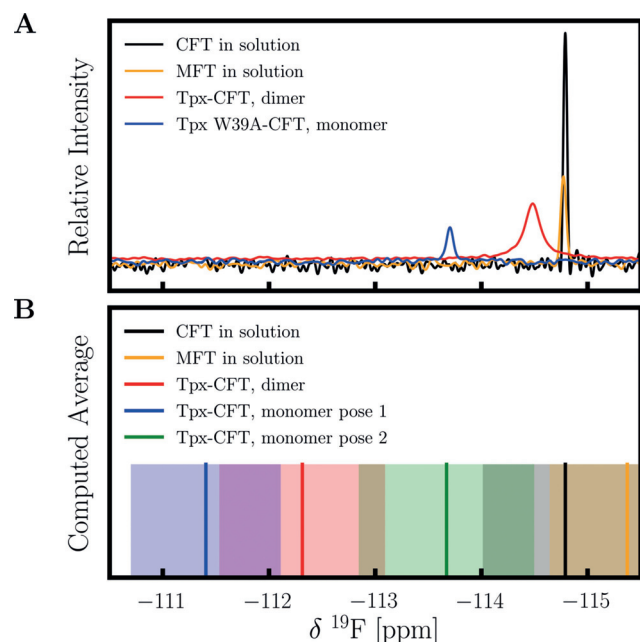 A
Relative Intensity
CFT in solution
MFT in solution
Tpx-CFT, dimer
Tpx W39A-CFT, monomer
B
Computed Average
CFT in solution
MFT in solution
Tpx-CFT, dimer
Tpx-CFT, monomer pose 1
Tpx-CFT, monomer pose 2
−111 −112 −113 −114 −115
δ ¹⁹F [ppm]